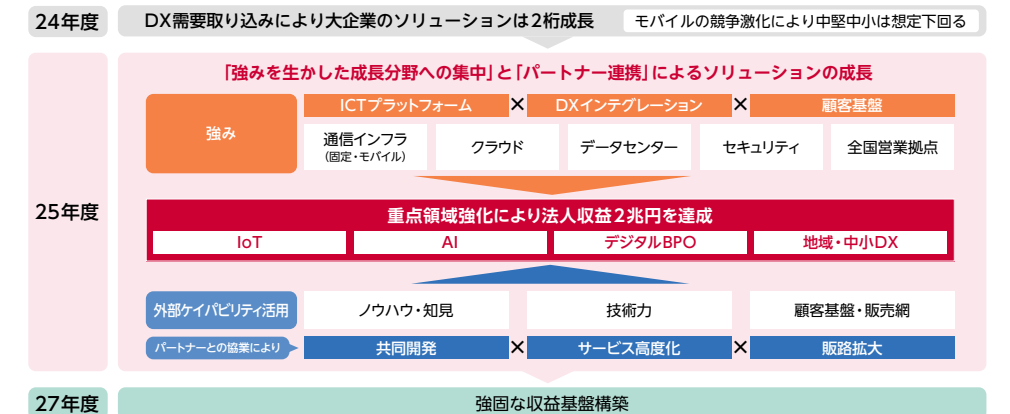 24年度
DX需要取り込みにより大企業のソリューションは2桁成長
モバイルの競争激化により中堅中小は想定下回る
25年度
「強みを生かした成長分野への集中」と「パートナー連携」によるソリューションの成長
強み
ICTプラットフォーム × DXインテグレーション × 顧客基盤
通信インフラ
(固定・モバイル)
クラウド
データセンター
セキュリティ
全国営業拠点
重点領域強化により法人収益2兆円を達成
IoT
AI
デジタルBPO
地域・中小DX
外部ケイパビリティ活用
ノウハウ・知見
技術力
顧客基盤・販売網
パートナーとの協業により
共同開発 × サービス高度化 × 販路拡大
27年度
強固な収益基盤構築